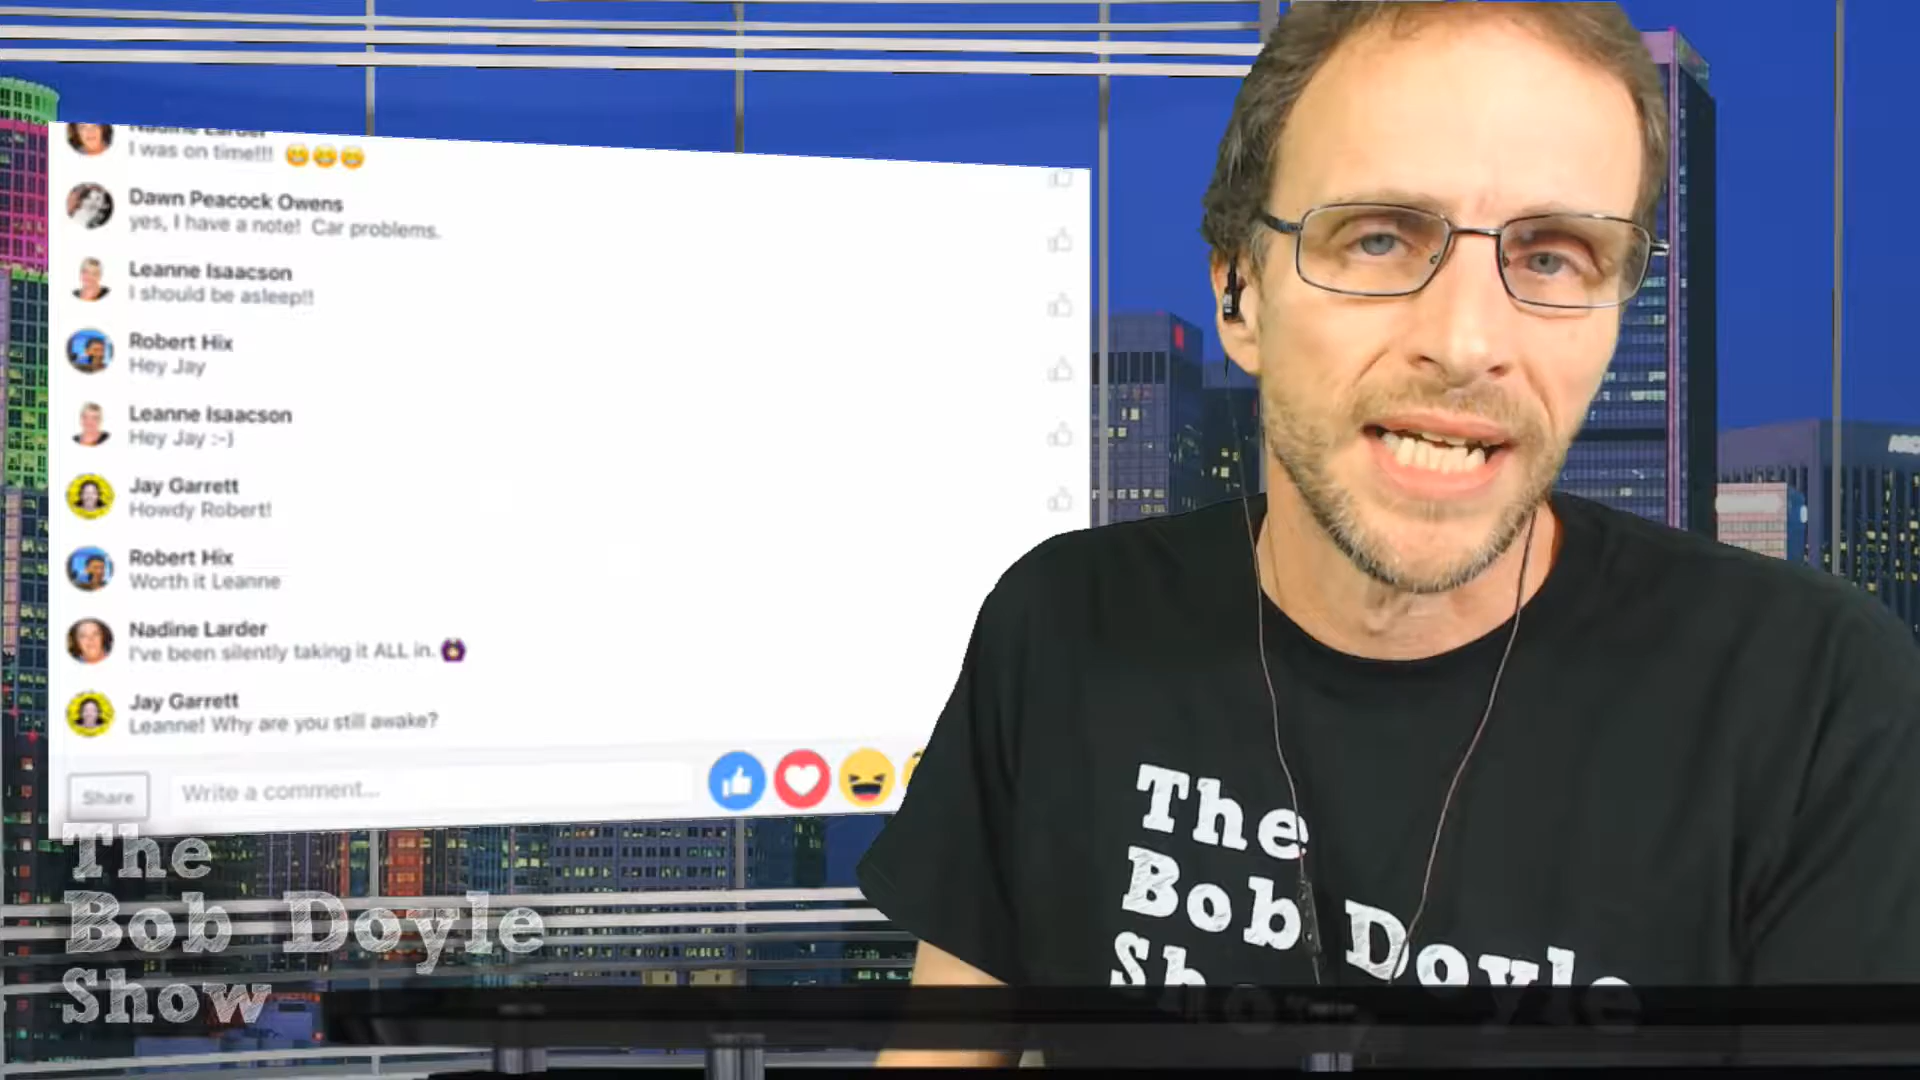 Nadine Larder
I was on time!!! 😁😁😁
Dawn Peacock Owens
yes, I have a note!  Car problems.
Leanne Isaacson
I should be asleep!!
Robert Hix
Hey Jay
Leanne Isaacson
Hey Jay :-)
Jay Garrett
Howdy Robert!
Robert Hix
Worth it Leanne
Nadine Larder
I've been silently taking it ALL in.
Jay Garrett
Leanne! Why are you still awake?
Share
Write a comment...
The
Bob Doyle
Show
The
Bob Doyle
Show